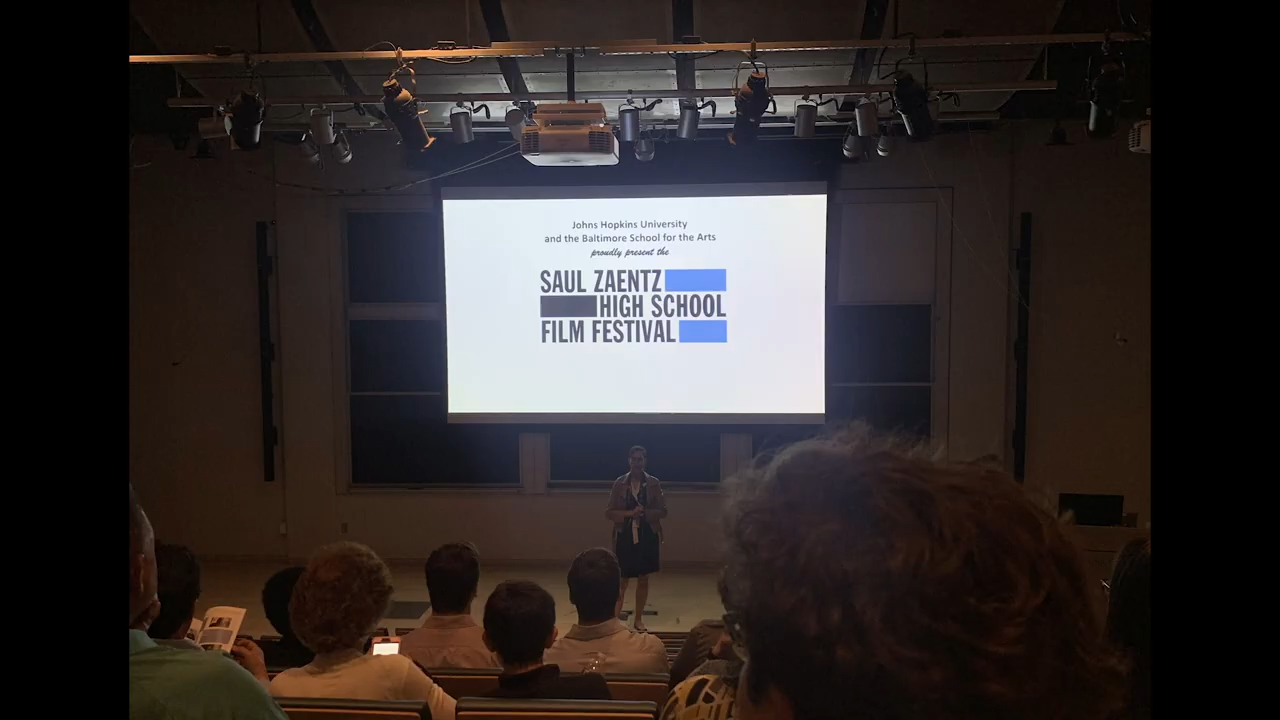 Johns Hopkins University
and the Baltimore School for the Arts
proudly present the
SAUL ZAENTZ
HIGH SCHOOL
FILM FESTIVAL